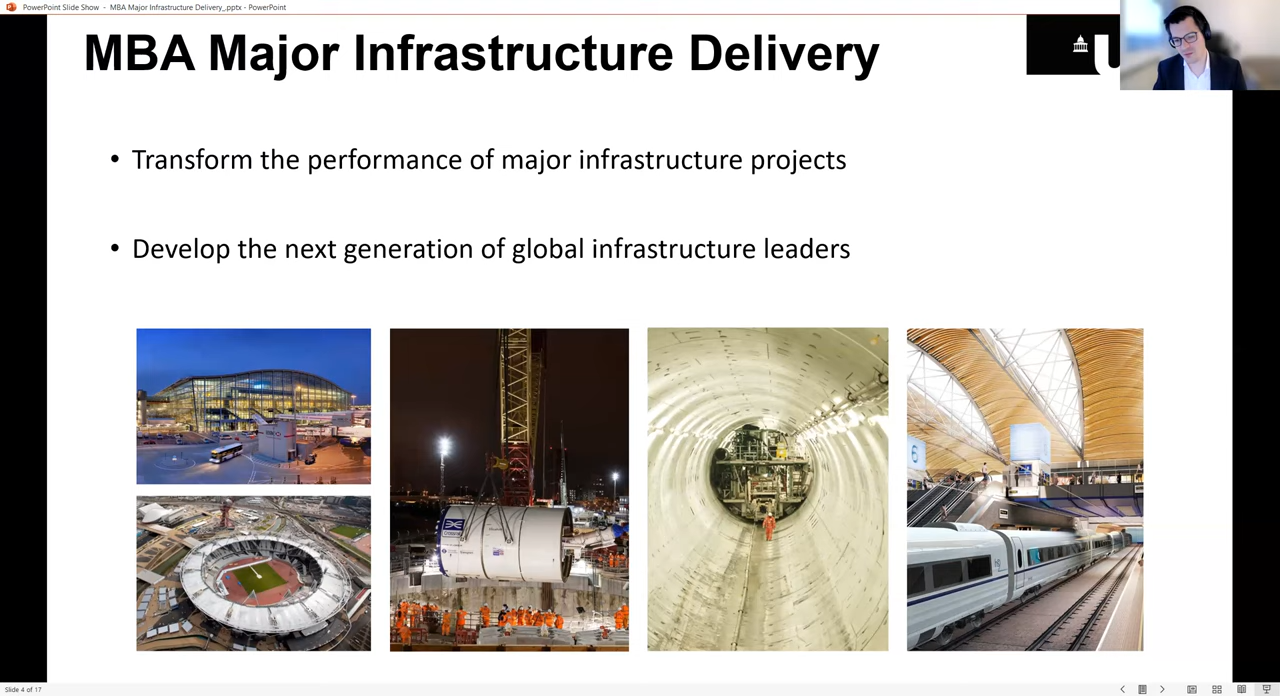 PowerPoint Slide Show - MBA Major Infrastructure Delivery_.pptx - PowerPoint
MBA Major Infrastructure Delivery
U
• Transform the performance of major infrastructure projects
• Develop the next generation of global infrastructure leaders
6
Slide 4 of 17